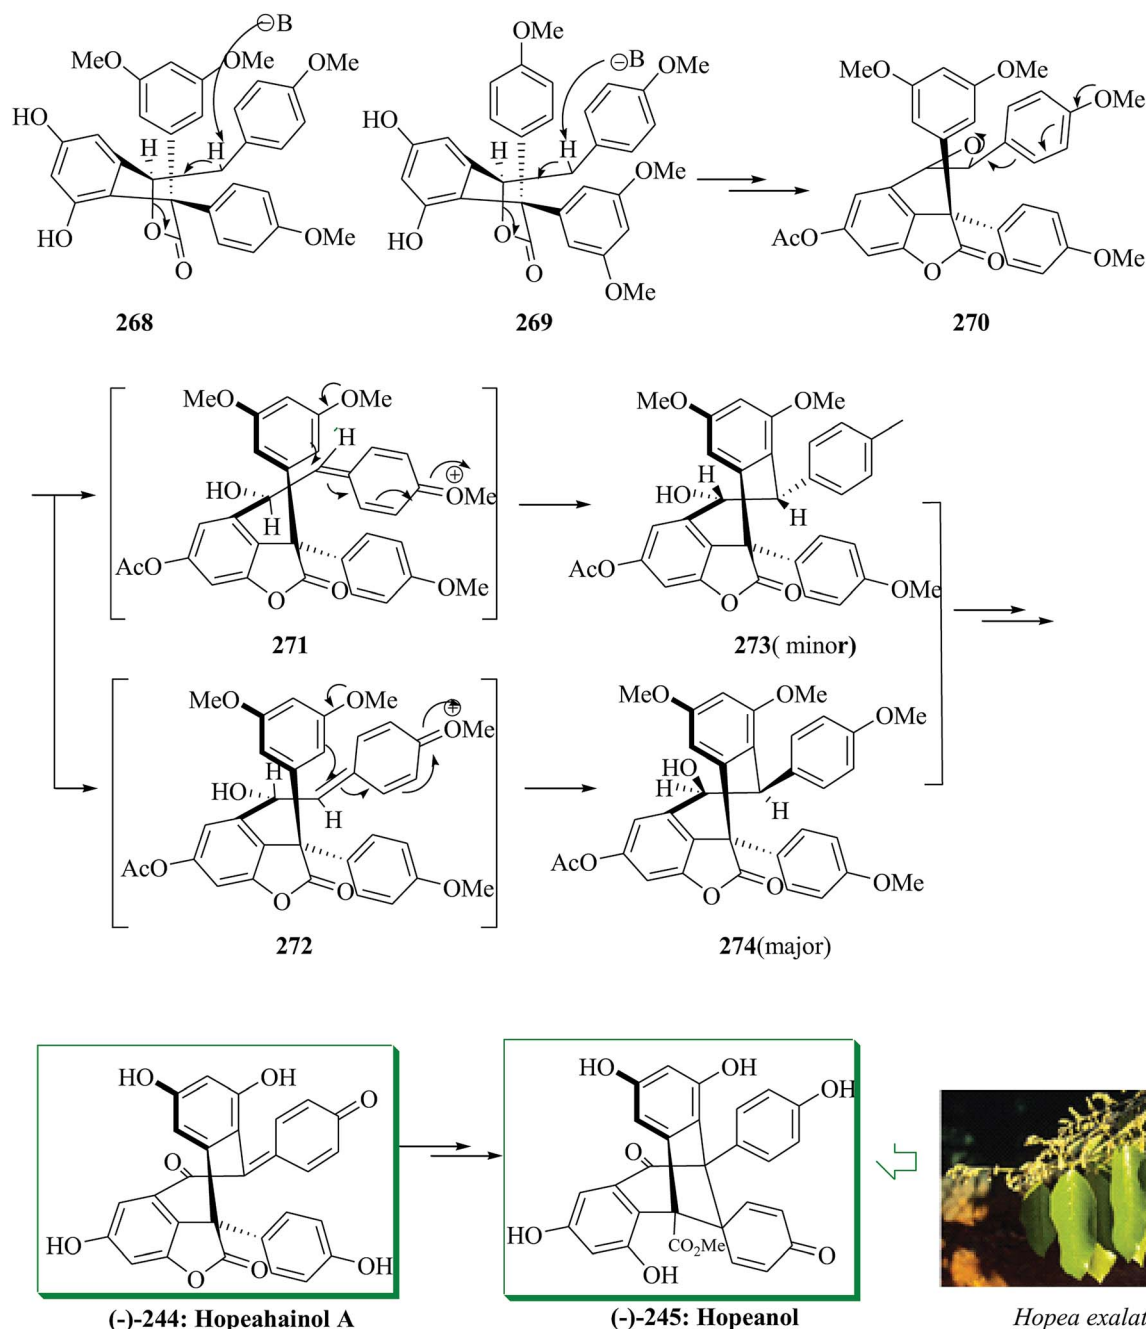 ⊖B
MeO
OMe
OMe
HO
H
H
HO
O
O
OMe
268
OMe
⊖B
OMe
HO
H
H
OMe
HO
O
O
OMe
269
MeO
OMe
OMe
O
AcO
O
O
OMe
270
MeO
OMe
H
HO
H
⊕
OMe
AcO
O
O
OMe
271
MeO
OMe
H
HO
H
AcO
O
O
OMe
273( minor)
MeO
OMe
⊕
OMe
H
HO
H
AcO
O
O
OMe
272
MeO
OMe
OMe
HO
H
H
AcO
O
O
OMe
274(major)
HO
OH
O
O
HO
O
O
OH
(-)-244: Hopeahainol A
HO
OH
OH
O
HO
CO2Me
O
OH
(-)-245: Hopeanol
Hopea exalat